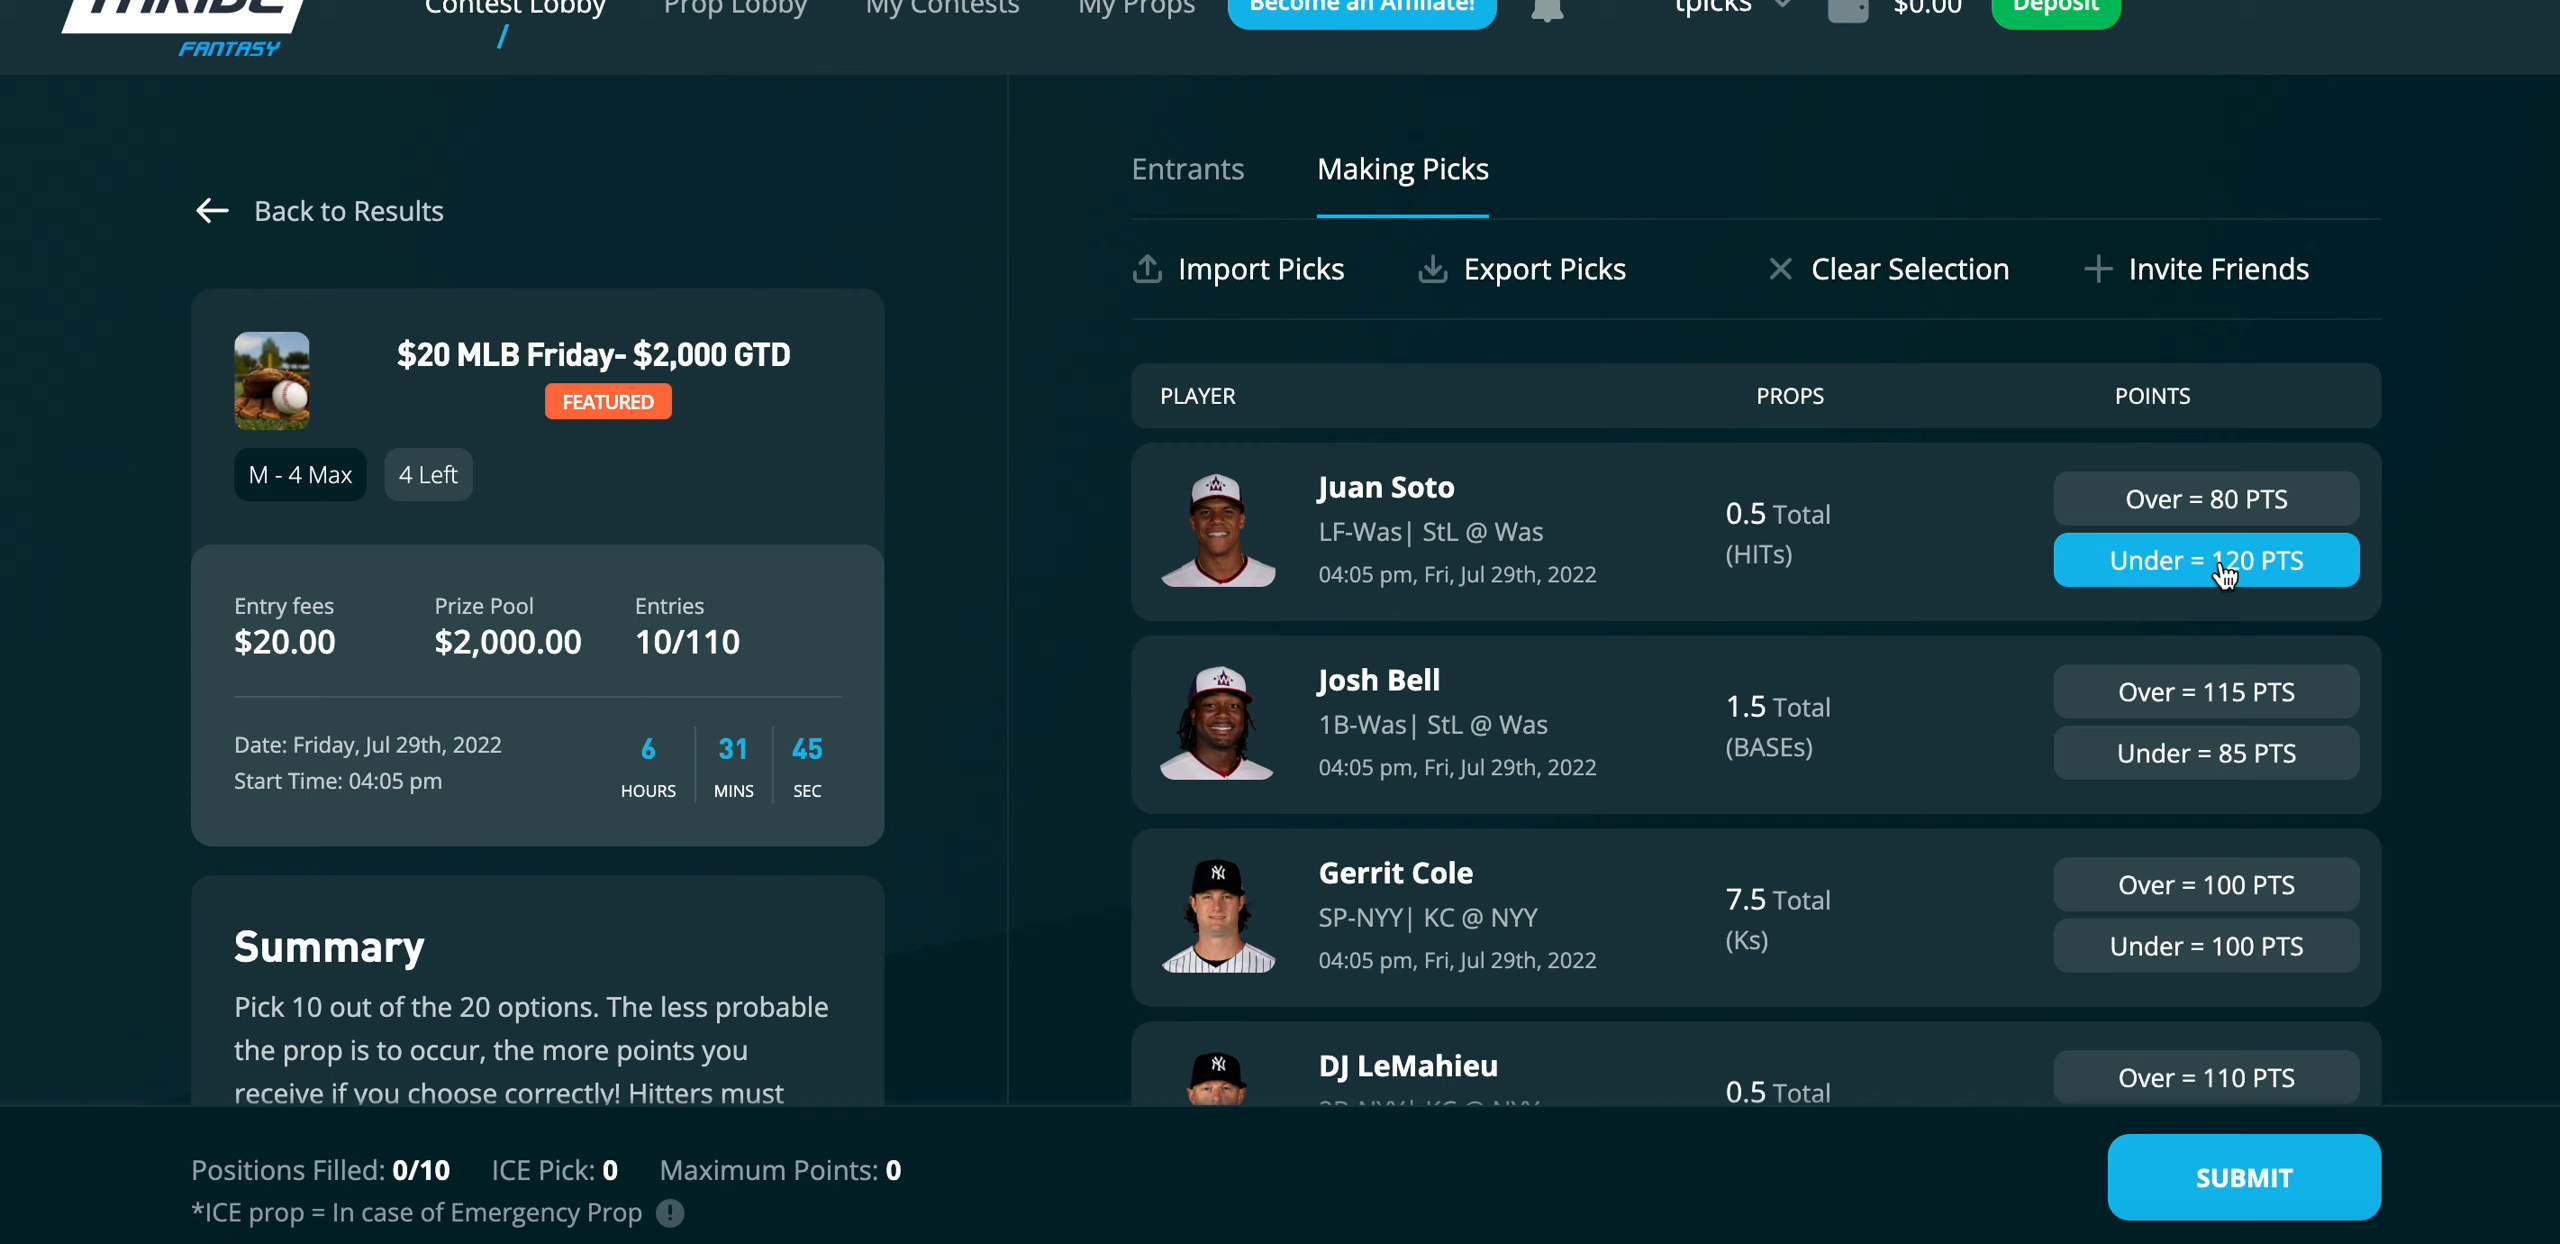 FANTASY
Contest Lobby
Prop Lobby
My Contests
My Props
Become an Affiliate!
tpicks
$0.00
Deposit
Back to Results
$20 MLB Friday- $2,000 GTD
FEATURED
M - 4 Max
4 Left
Entry fees
$20.00
Prize Pool
$2,000.00
Entries
10/110
Date: Friday, Jul 29th, 2022
Start Time: 04:05 pm
6 31 45
HOURS MINS SEC
Summary
Pick 10 out of the 20 options. The less probable
the prop is to occur, the more points you
receive if you choose correctly! Hitters must
Entrants
Making Picks
Import Picks
Export Picks
Clear Selection
Invite Friends
PLAYER PROPS POINTS
Juan Soto
LF-Was| StL @ Was
04:05 pm, Fri, Jul 29th, 2022
0.5 Total
(HITs)
Over = 80 PTS
Under = 120 PTS
Josh Bell
1B-Was| StL @ Was
04:05 pm, Fri, Jul 29th, 2022
1.5 Total
(BASEs)
Over = 115 PTS
Under = 85 PTS
Gerrit Cole
SP-NYY| KC @ NYY
04:05 pm, Fri, Jul 29th, 2022
7.5 Total
(Ks)
Over = 100 PTS
Under = 100 PTS
DJ LeMahieu
0.5 Total
Over = 110 PTS
Positions Filled: 0/10 ICE Pick: 0 Maximum Points: 0
*ICE prop = In case of Emergency Prop
SUBMIT